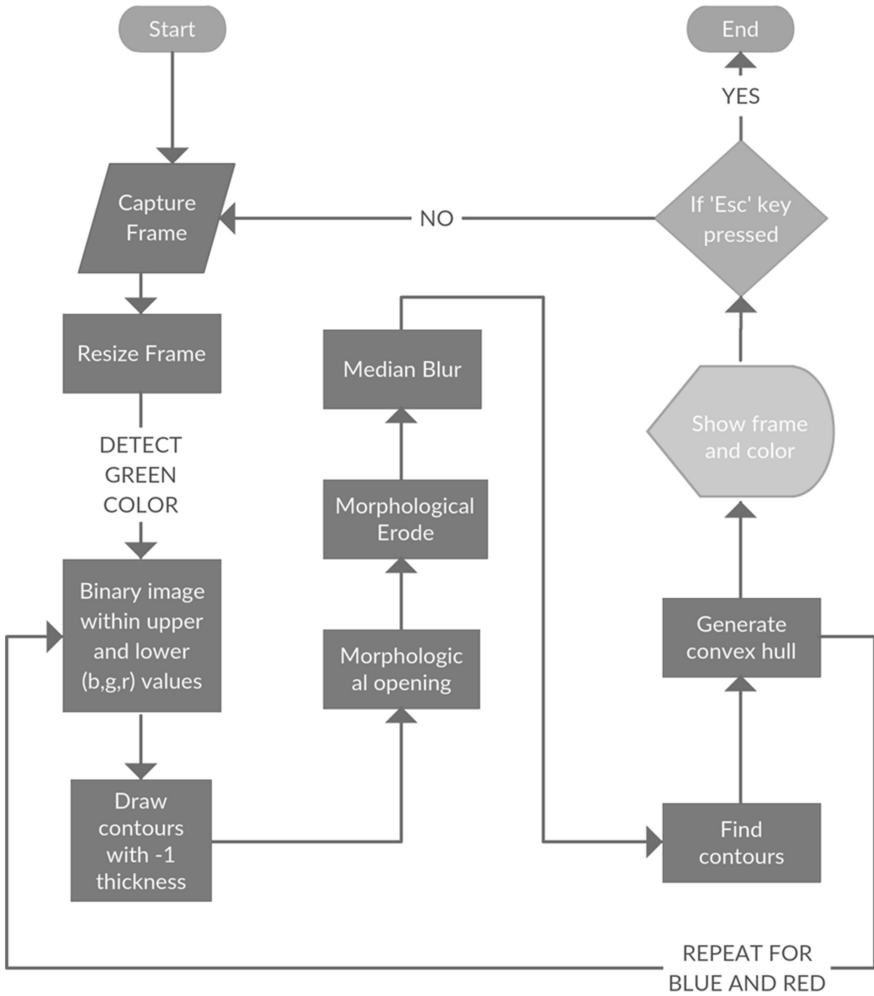 Start
End
YES
Capture
Frame
NO
If 'Esc' key
pressed
Resize Frame
Median Blur
Show frame
and color
DETECT
GREEN
COLOR
Morphological
Erode
Binary image
within upper
and lower
(b,g,r) values
Morphologic
al opening
Generate
convex hull
Draw
contours
with -1
thickness
Find
contours
REPEAT FOR
BLUE AND RED